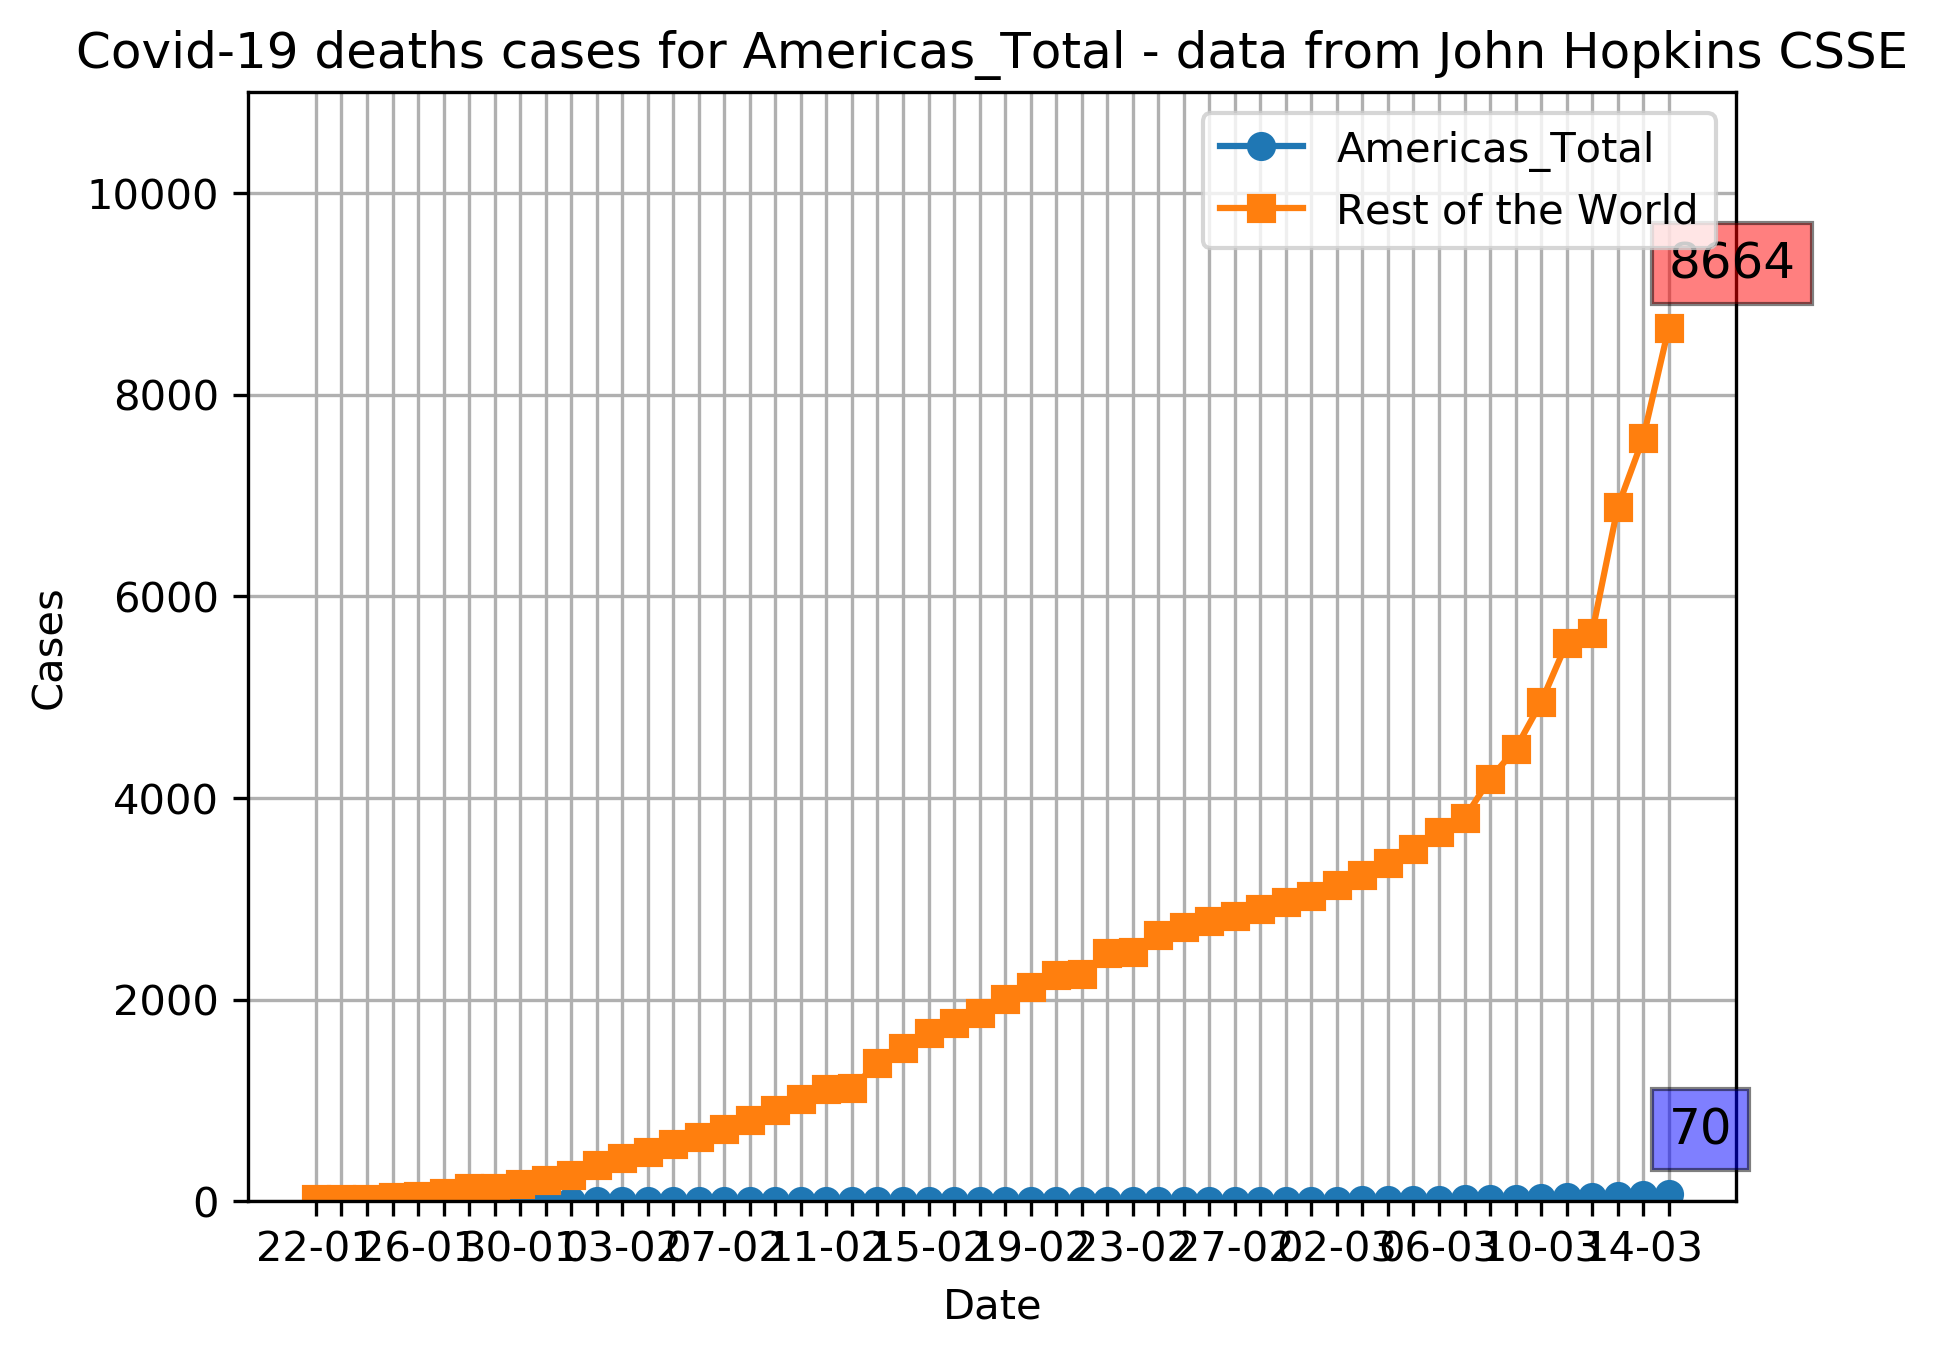 Covid-19 deaths cases for Americas_Total - data from John Hopkins CSSE
Americas_Total
Rest of the World
10000
8664
8000
6000
Cases
4000
2000
70
0
22-01 26-01 30-01 03-02 07-02 11-02 15-02 19-02 23-02 27-02 02-03 06-03 10-03 14-03
Date